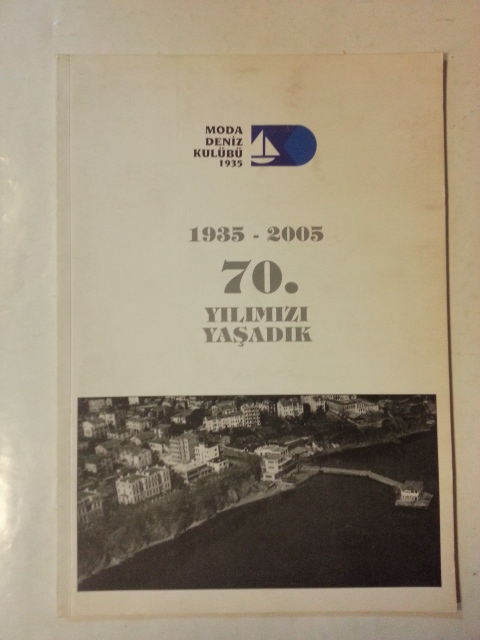 MODA
DENİZ
KULÜBÜ
1935
1935 - 2005
70.
YILIMIZI
YAŞADIK